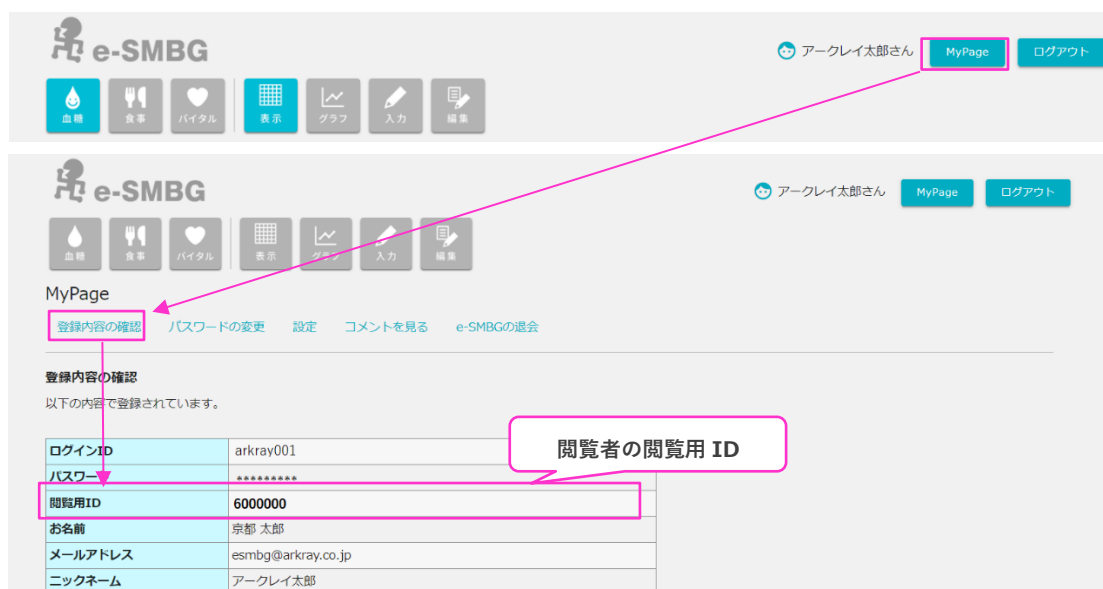 e-SMBG
アークレイ太郎さん MyPage ログアウト
血糖 食事 バイタル 表示 グラフ 入力 編集
e-SMBG
アークレイ太郎さん MyPage ログアウト
血糖 食事 バイタル 表示 グラフ 入力 編集
MyPage
登録内容の確認 パスワードの変更 設定 コメントを見る e-SMBGの退会
登録内容の確認
以下の内容で登録されています。
閲覧者の閲覧用 ID
ログインID arkray001
パスワード *********
閲覧用ID 6000000
お名前 京都 太郎
メールアドレス esmbg@arkray.co.jp
ニックネーム アークレイ太郎